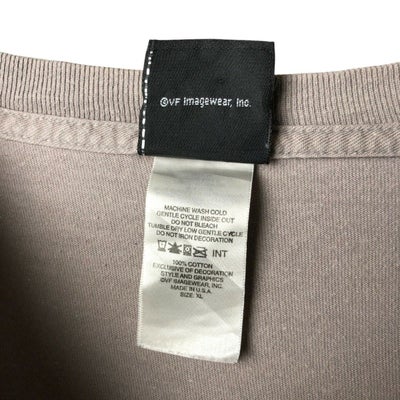 ©VF Imagewear, Inc.
MACHINE WASH COLD
GENTLE CYCLE INSIDE OUT
DO NOT BLEACH
TUMBLE DRY LOW GENTLE CYCLE
DO NOT IRON DECORATION
INT
100% COTTON
EXCLUSIVE OF DECORATION
STYLE AND GRAPHICS
©VF IMAGEWEAR, INC.
MADE IN U.S.A.
SIZE: XL